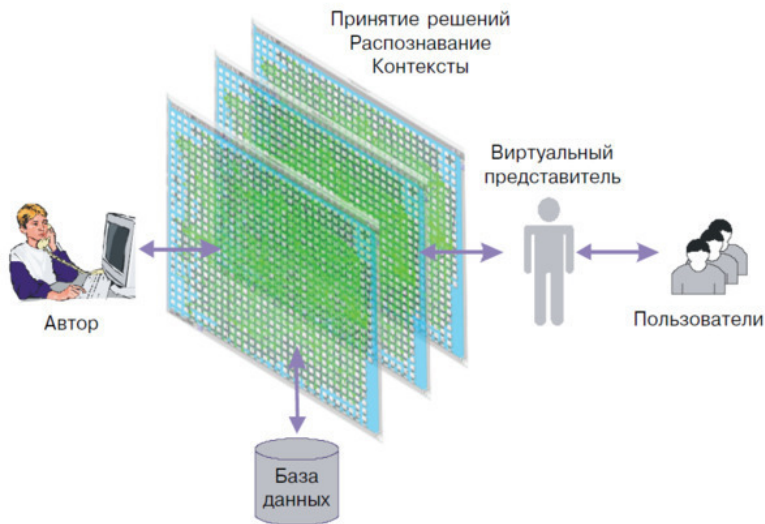 Принятие решений
Распознавание
Контексты
Виртуальный
представитель
Автор
Пользователи
База
данных